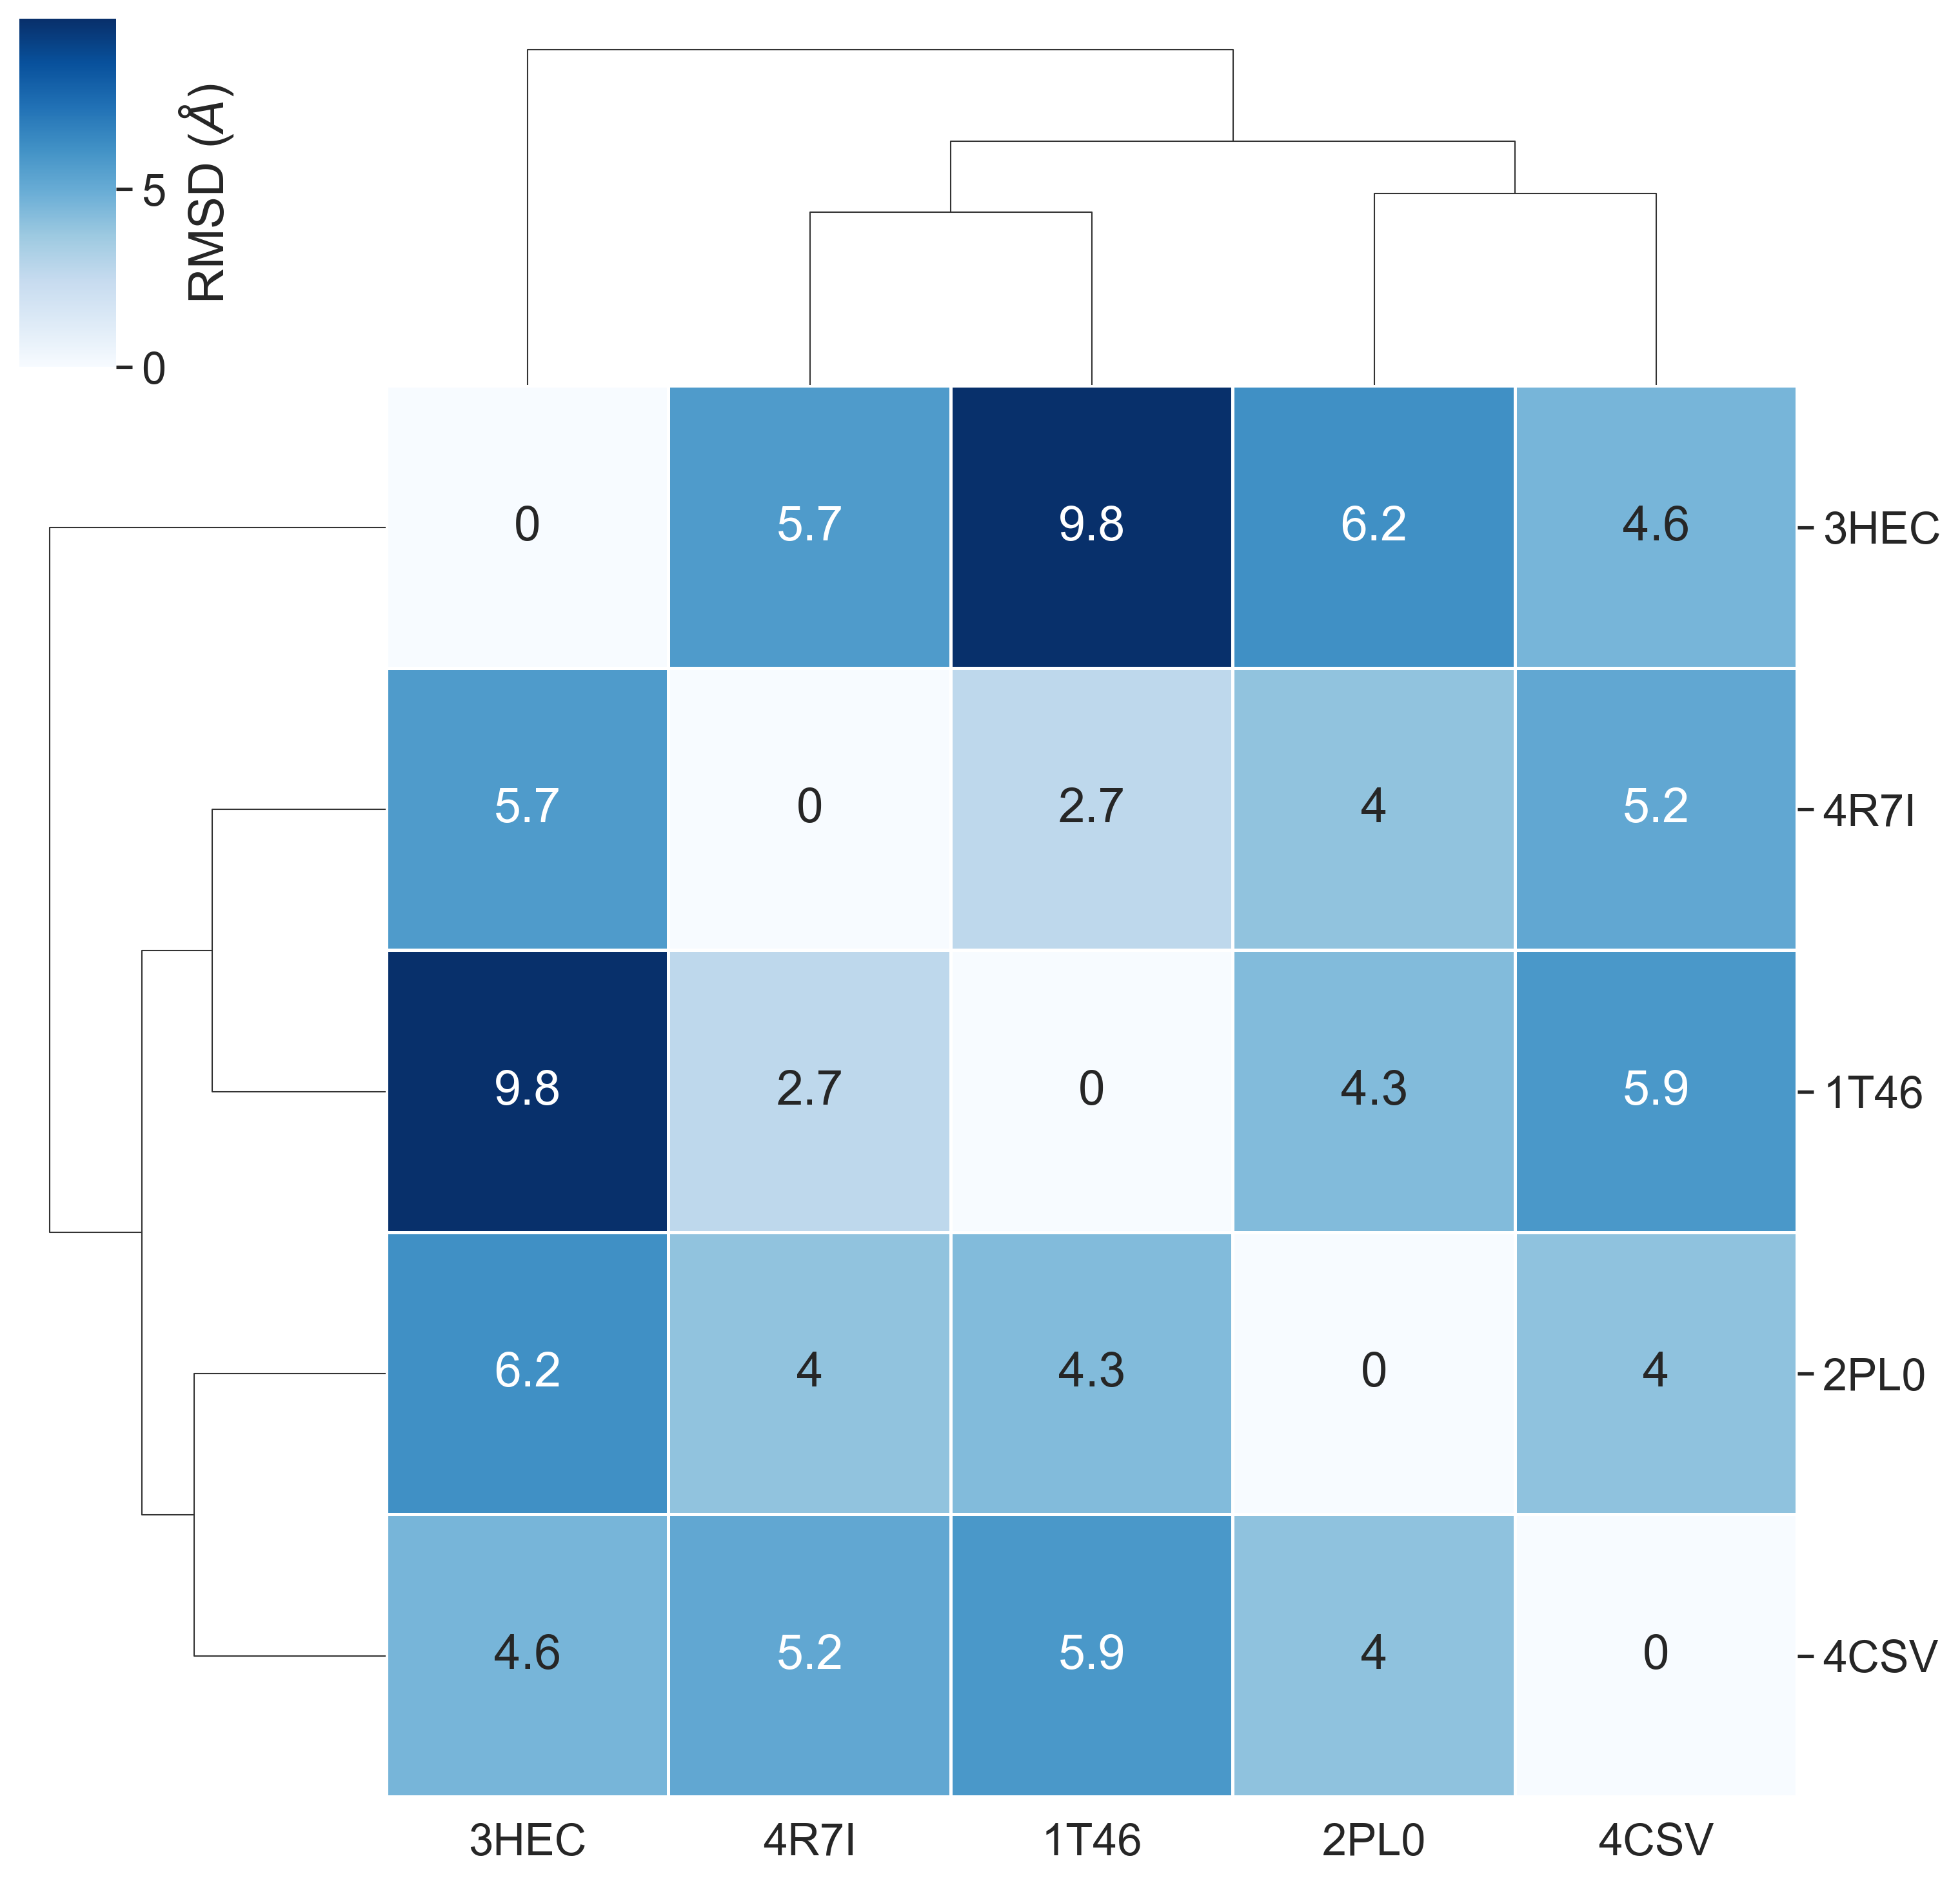 5
0
RMSD (Å)
0 5.7 9.8 6.2 4.6 3HEC
5.7 0 2.7 4 5.2 4R7I
9.8 2.7 0 4.3 5.9 1T46
6.2 4 4.3 0 4 2PL0
4.6 5.2 5.9 4 0 4CSV
3HEC 4R7I 1T46 2PL0 4CSV